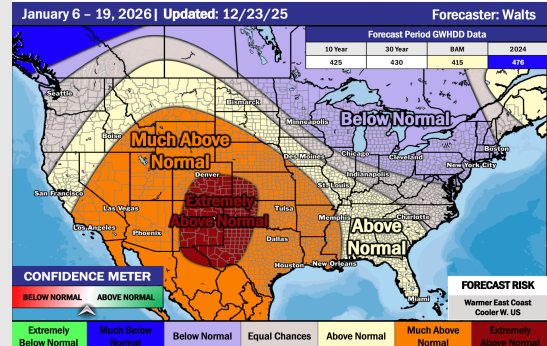 January 6 – 19, 2026| Updated: 12/23/25
Forecaster: Walts
Forecast Period GWHDD Data
10 Year 30 Year BAM 2024
425 430 415 476
Seattle
Bismarck
Minneapolis
Below Normal
Boise
Much Above
Normal
Boston
Des Moines
Chicago
Cleveland
New York City
Denver
Indianapolis
San Francisco
St. Louis
Extremely
Above Normal
Las Vegas
Tulsa
Memphis
Charlotte
Los Angeles
Phoenix
Above
Normal
Dallas
Houston
New Orleans
Miami
CONFIDENCE METER
BELOW NORMAL ABOVE NORMAL
FORECAST RISK
Warmer East Coast
Cooler W. US
Extremely
Below Normal
Much Below
Normal
Below Normal
Equal Chances
Above Normal
Much Above
Normal
Extremely
Above Normal